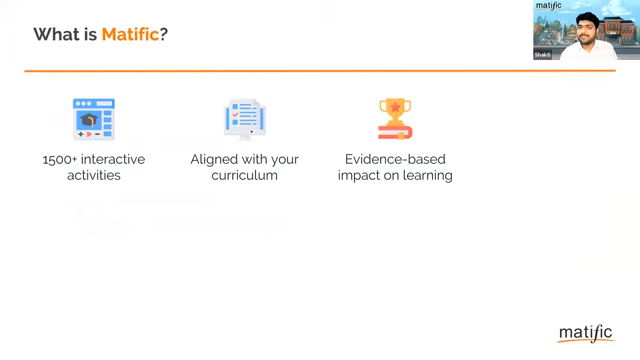 What is Matific?
matific
Shakti
1500+ interactive
activities
Aligned with your
curriculum
Evidence-based
impact on learning
matific